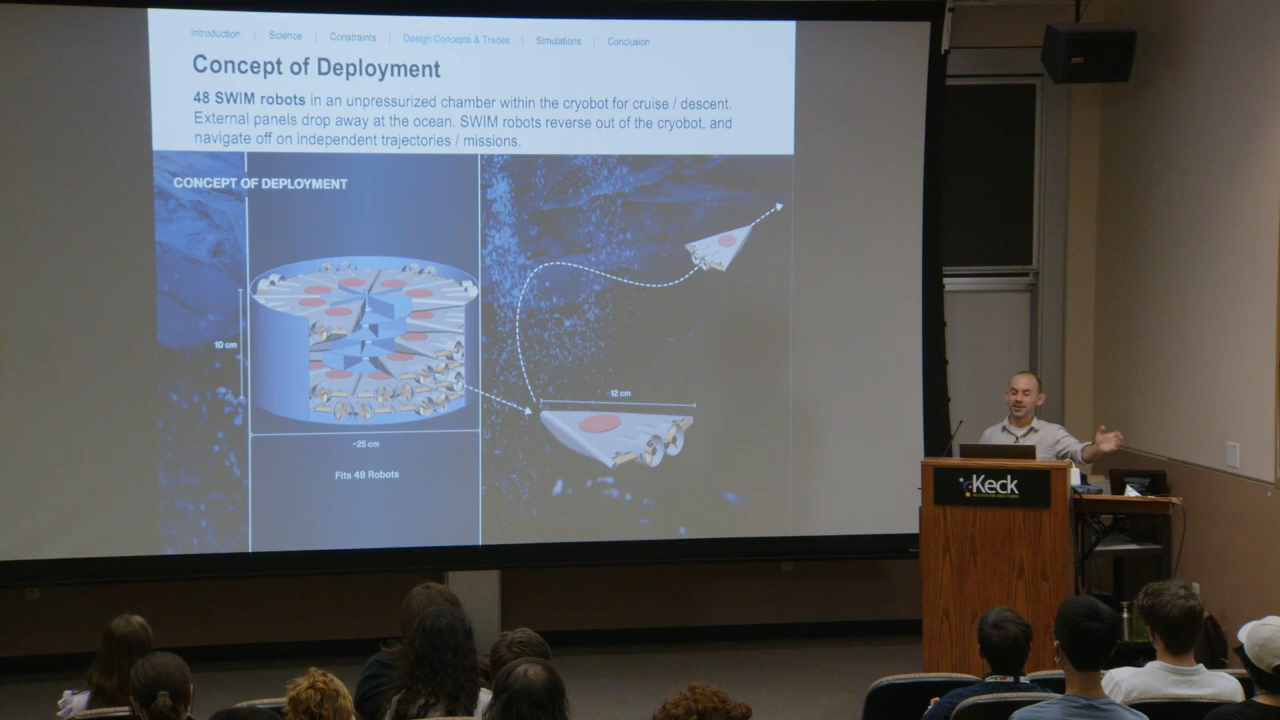 Introduction | Science | Constraints | Design Concepts & Trades | Simulations | Conclusion
Concept of Deployment
48 SWIM robots in an unpressurized chamber within the cryobot for cruise / descent.
External panels drop away at the ocean. SWIM robots reverse out of the cryobot, and
navigate off on independent trajectories / missions.
CONCEPT OF DEPLOYMENT
10 cm
~25 cm
Fits 48 Robots
12 cm
Keck